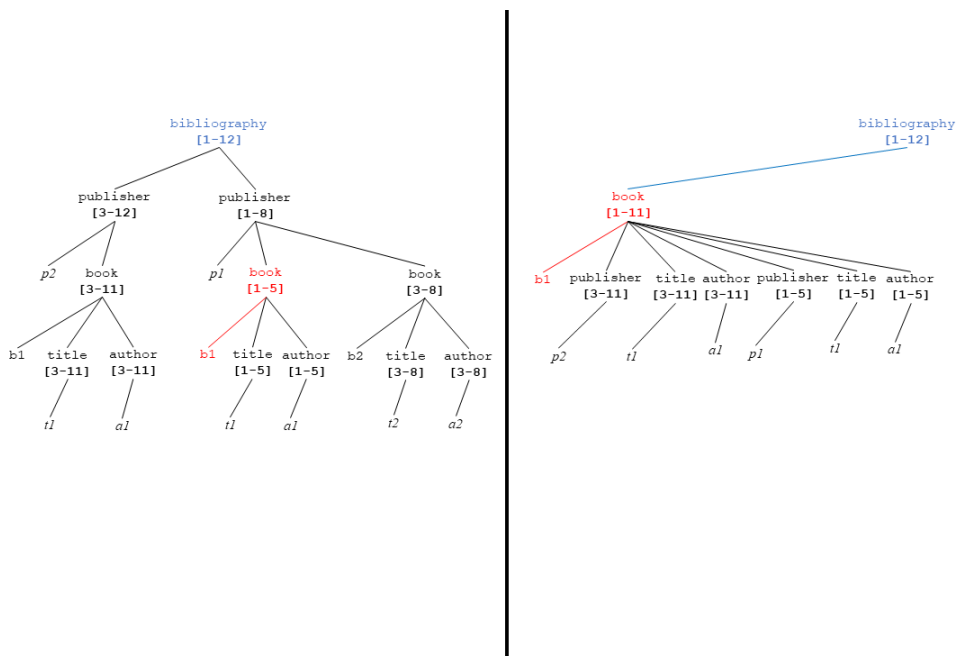 bibliography
[1-12]
publisher
[3-12]
publisher
[1-8]
p2
book
[3-11]
p1
book
[1-5]
book
[3-8]
b1
title
[3-11]
author
[3-11]
b1
title
[1-5]
author
[1-5]
b2
title
[3-8]
author
[3-8]
t1
a1
t1
a1
t2
a2
bibliography
[1-12]
book
[1-11]
b1
publisher
[3-11]
title
[3-11]
author
[3-11]
publisher
[1-5]
title
[1-5]
author
[1-5]
p2
t1
a1
p1
t1
a1